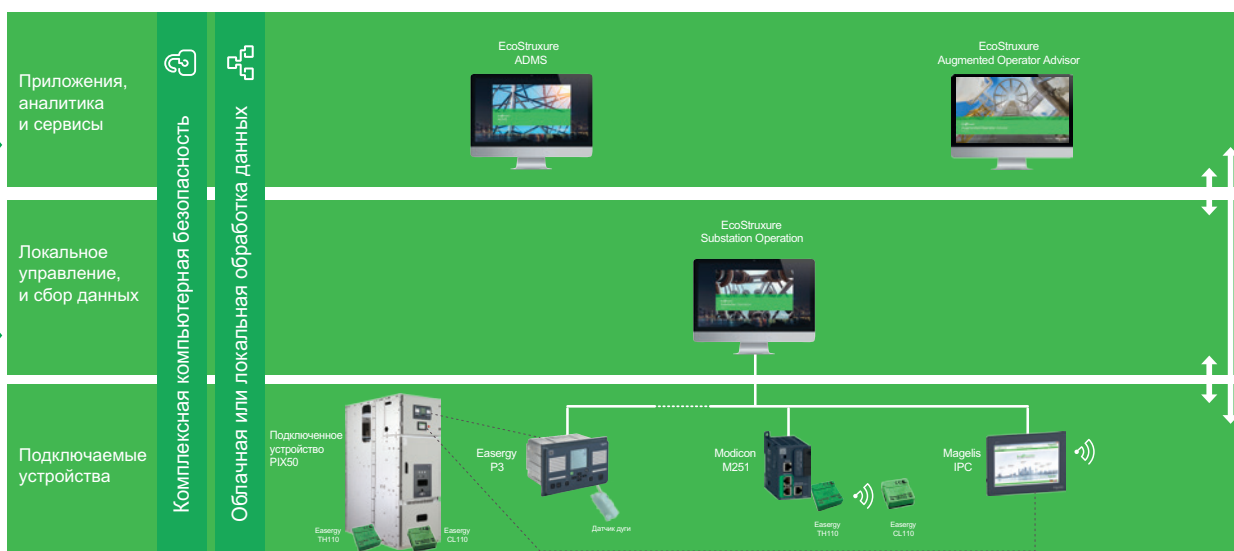 Приложения,
аналитика
и сервисы
Комплексная компьютерная безопасность
Облачная или локальная обработка данных
EcoStruxure
ADMS
EcoStruxure
Augmented Operator Advisor
Локальное
управление,
и сбор данных
EcoStruxure
Substation Operation
Подключаемые
устройства
Подключенное
устройство
PIX50
Easergy
TH110
Easergy
CL110
Easergy
P3
Датчик дуги
Modicon
M251
Easergy
TH110
Easergy
CL110
Magelis
IPC